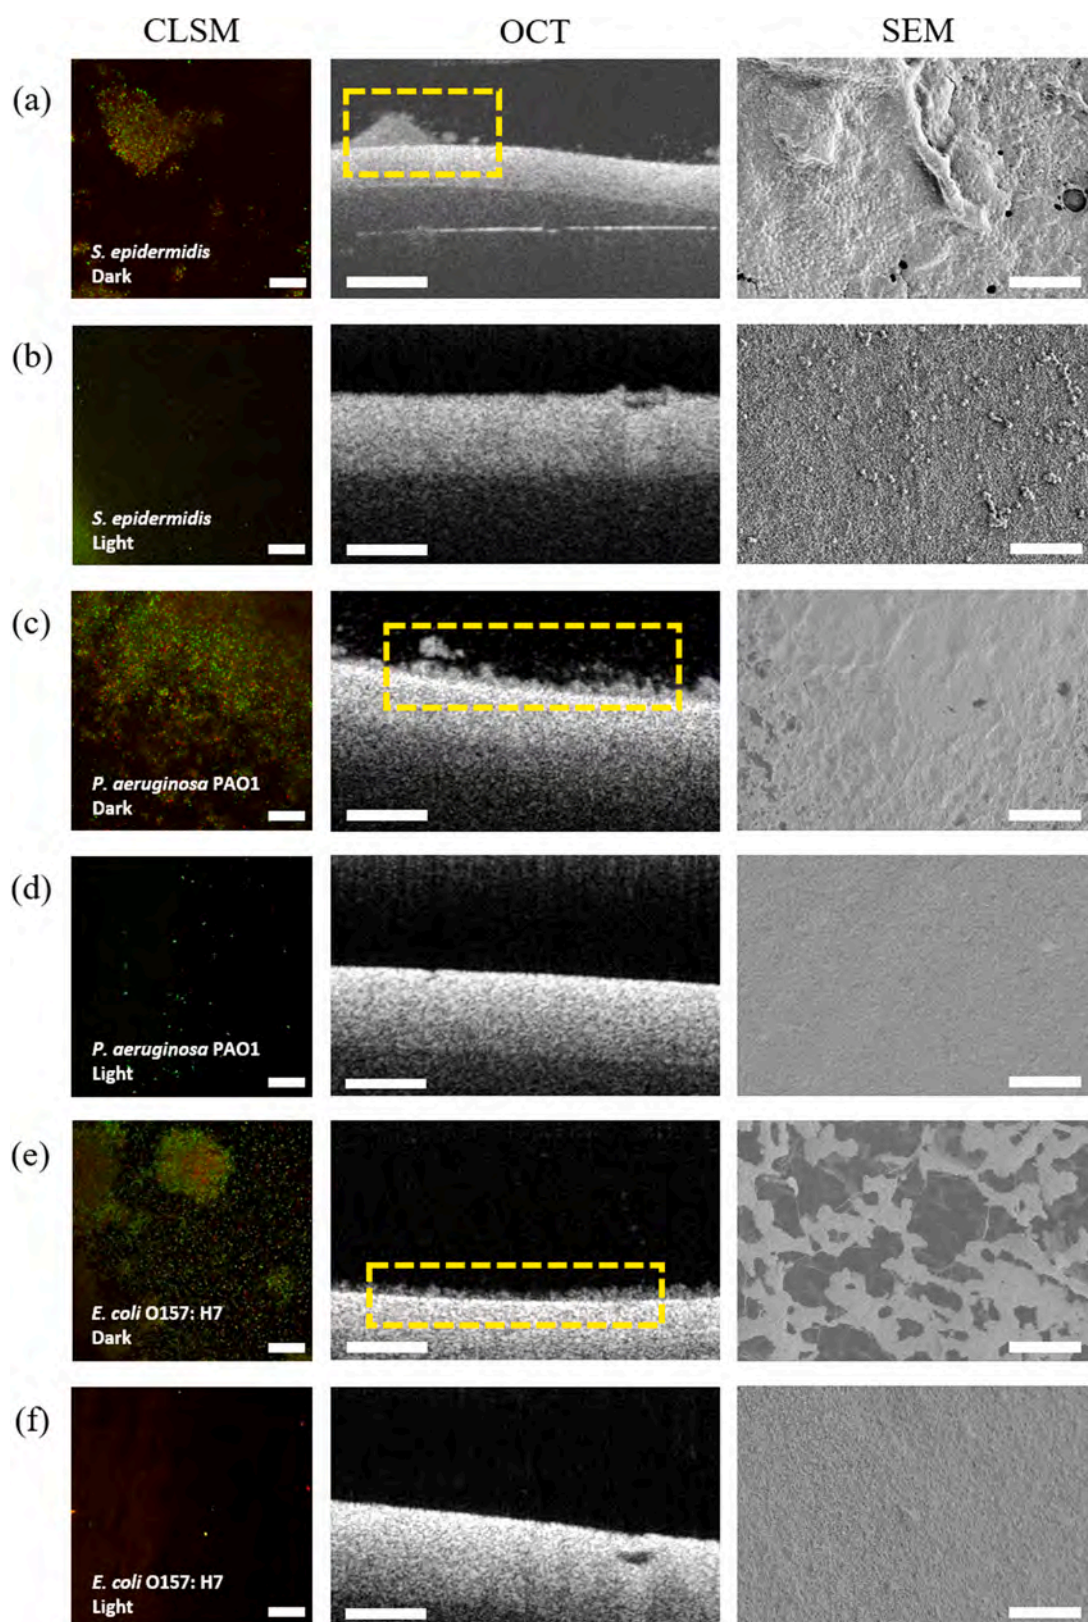 CLSM OCT SEM
(a)
S. epidermidis
Dark
(b)
S. epidermidis
Light
(c)
P. aeruginosa PAO1
Dark
(d)
P. aeruginosa PAO1
Light
(e)
E. coli O157: H7
Dark
(f)
E. coli O157: H7
Light